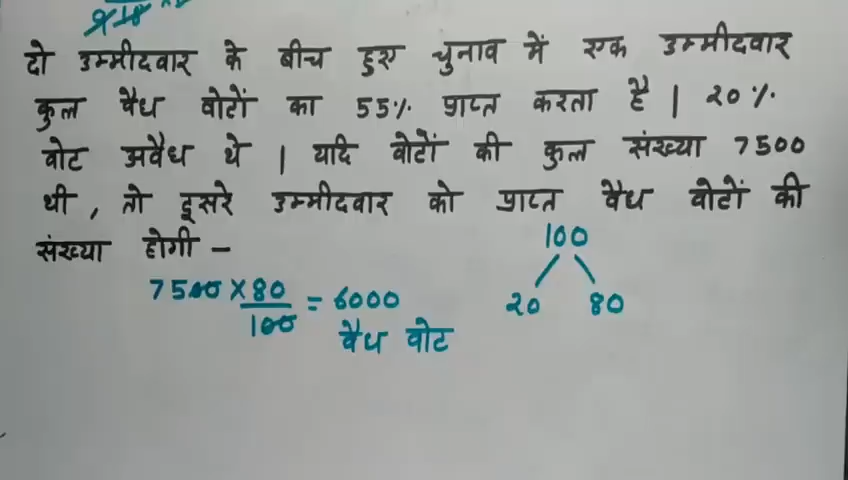 दो उम्मीदवार के बीच हुए चुनाव में एक उम्मीदवार
कुल वैध वोटों का 55% प्राप्त करता है | 20%
वोट अवैध थे | यदि वोटों की कुल संख्या 7500
थी, तो दूसरे उम्मीदवार को प्राप्त वैध वोटों की
संख्या होगी -
100
20 80
7500 × 80/100 = 6000
वैध वोट